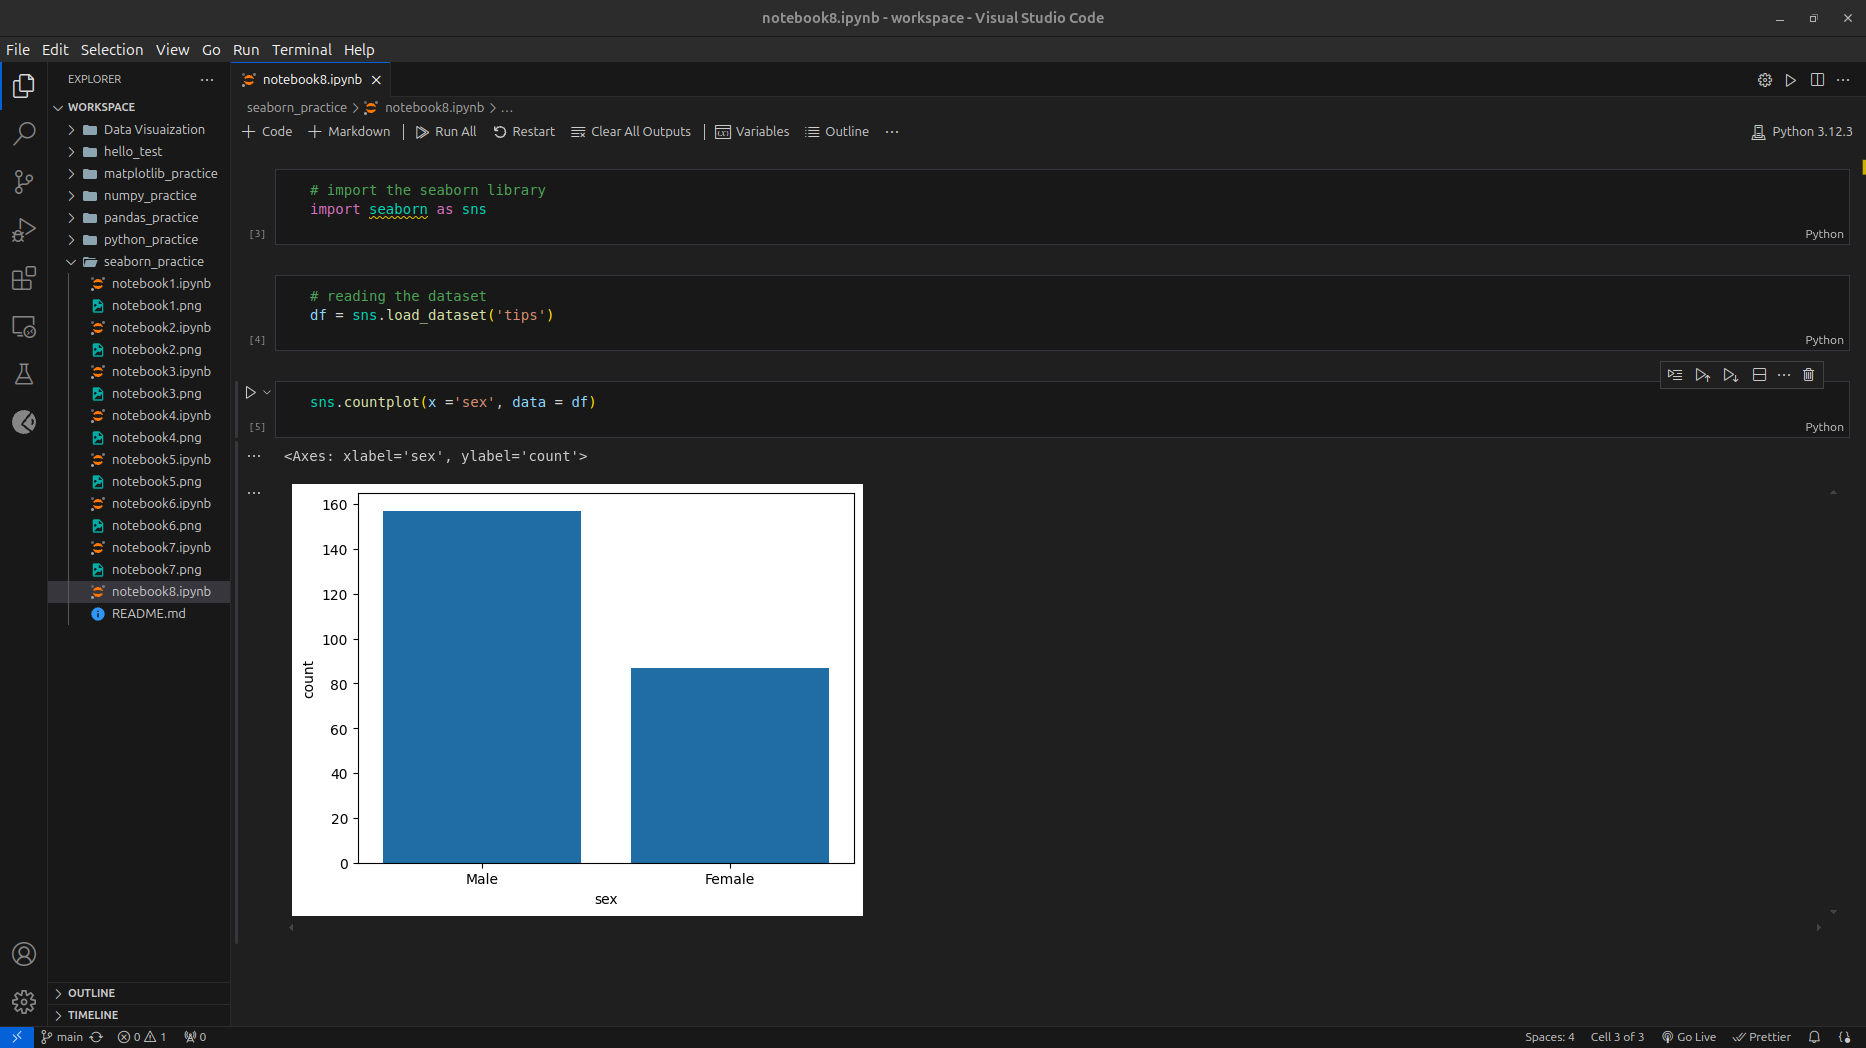 notebook8.ipynb - workspace - Visual Studio Code
File Edit Selection View Go Run Terminal Help
EXPLORER
WORKSPACE
Data Visuaization
hello_test
matplotlib_practice
numpy_practice
pandas_practice
python_practice
seaborn_practice
notebook1.ipynb
notebook1.png
notebook2.ipynb
notebook2.png
notebook3.ipynb
notebook3.png
notebook4.ipynb
notebook4.png
notebook5.ipynb
notebook5.png
notebook6.ipynb
notebook6.png
notebook7.ipynb
notebook7.png
notebook8.ipynb
README.md
OUTLINE
TIMELINE
notebook8.ipynb
seaborn_practice > notebook8.ipynb > ...
+ Code + Markdown | Run All Restart Clear All Outputs | Variables Outline ... Python 3.12.3
# import the seaborn library
import seaborn as sns
[3] Python
# reading the dataset
df = sns.load_dataset('tips')
[4] Python
sns.countplot(x ='sex', data = df)
[5] Python
<Axes: xlabel='sex', ylabel='count'>
160
140
120
100
80
60
40
20
0
count
Male Female
sex
main 0 1 0 Spaces: 4 Cell 3 of 3 Go Live Prettier